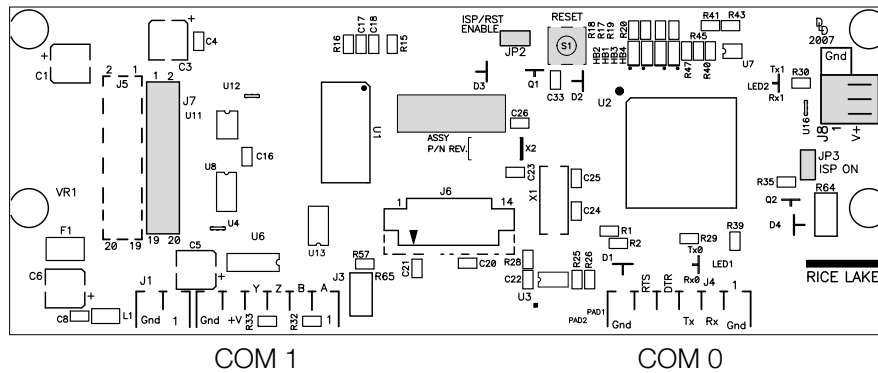 ISP/RST
ENABLE
RESET
JP2
S1
R16
C17
C18
R15
R18
R17
R19
R20
HB2
HB1
HB3
HB4
R41
R43
R45
R47
R40
U7
2007
Gnd
V+
1
J8
C1
C3
C4
+
+
2 1
J5
1 2
J7
U12
U11
U8
C16
U4
U1
D3
Q1
C33
D2
U2
Tx1
LED2
Rx1
R30
U16
ASSY
P/N REV.
C26
X2
C23
X1
C25
C24
JP3
ISP ON
R35
R64
Q2
D4
VR1
F1
20 19
19 20
C5
U6
U13
J6
1 14
R57
C21
C20
R28
C22
U3
R25
R26
R1
R2
D1
R29
Tx0
LED1
Rx0
R39
RICE LAKE
C6
+
+
C8
L1
J1
Gnd 1
Gnd +V Y Z B A 1
R33
R32
J3
R65
PAD1
PAD2
Gnd
RTS
DTR
Tx
Rx
J4
1
Gnd
COM 1
COM 0